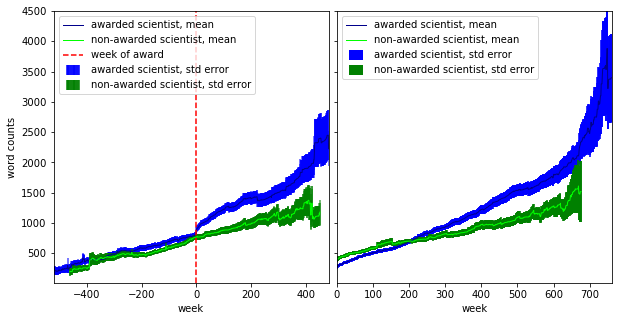 4500
4000
3500
3000
2500
2000
1500
1000
500
word counts
awarded scientist, mean
non-awarded scientist, mean
week of award
awarded scientist, std error
non-awarded scientist, std error
−400 −200 0 200 400
week
awarded scientist, mean
non-awarded scientist, mean
awarded scientist, std error
non-awarded scientist, std error
0 100 200 300 400 500 600 700
week